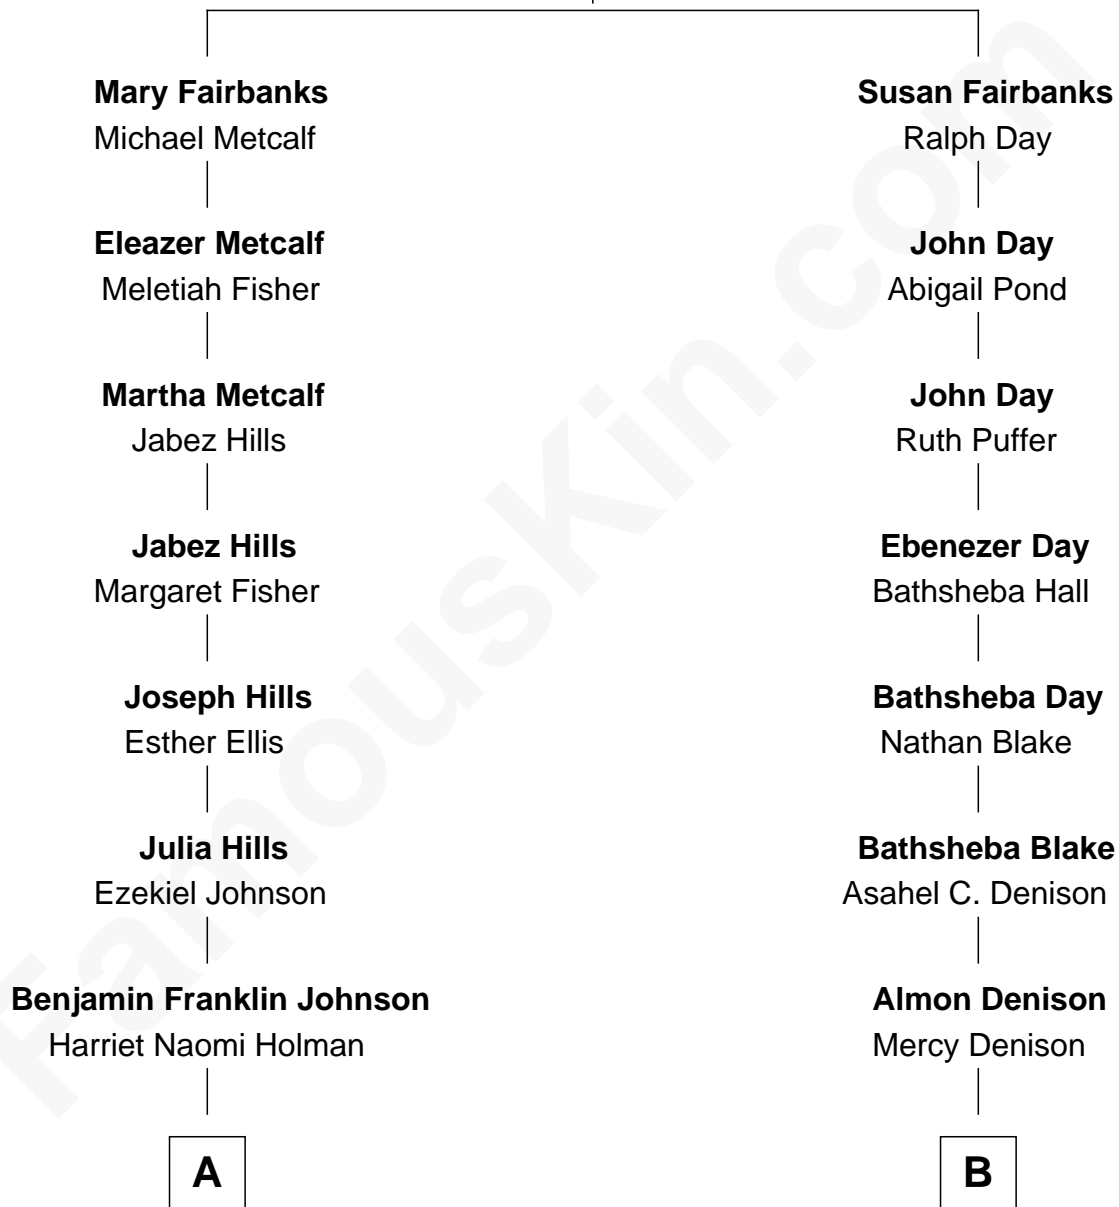 Mary Fairbanks
Michael Metcalf
Eleazer Metcalf
Meletiah Fisher
Martha Metcalf
Jabez Hills
Jabez Hills
Margaret Fisher
Joseph Hills
Esther Ellis
Julia Hills
Ezekiel Johnson
Benjamin Franklin Johnson
Harriet Naomi Holman
A
Susan Fairbanks
Ralph Day
John Day
Abigail Pond
John Day
Ruth Puffer
Ebenezer Day
Bathsheba Hall
Bathsheba Day
Nathan Blake
Bathsheba Blake
Asahel C. Denison
Almon Denison
Mercy Denison
B
FamousKin.com